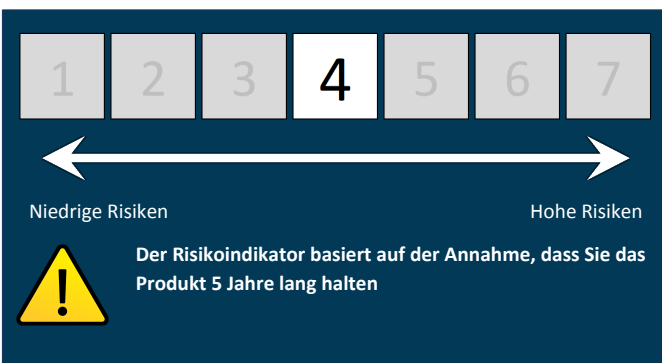 1 2 3 4 5 6 7
Niedrige Risiken Hohe Risiken
Der Risikoindikator basiert auf der Annahme, dass Sie das
Produkt 5 Jahre lang halten